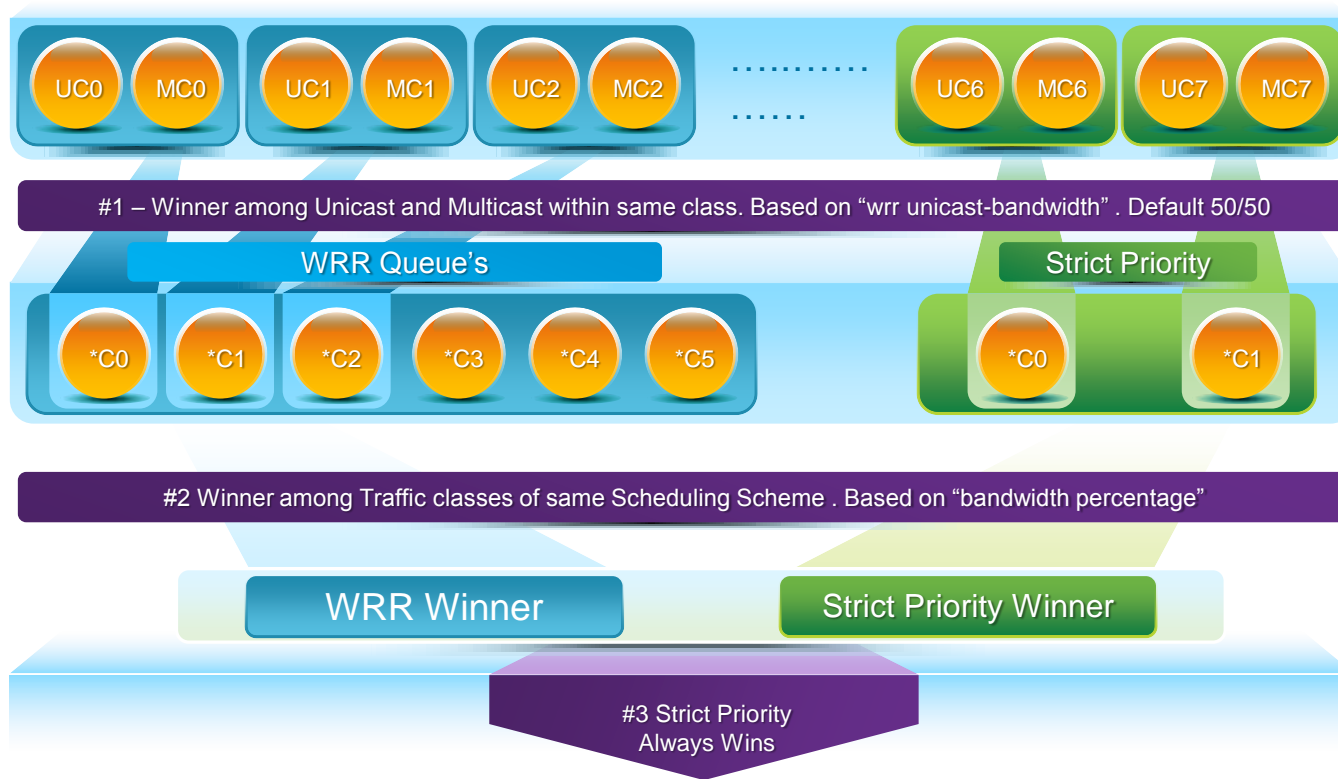 UC0 MC0 UC1 MC1 UC2 MC2 ........... UC6 MC6 UC7 MC7
......
#1 – Winner among Unicast and Multicast within same class. Based on “wrr unicast-bandwidth” . Default 50/50
WRR Queue’s Strict Priority
*C0 *C1 *C2 *C3 *C4 *C5 *C0 *C1
#2 Winner among Traffic classes of same Scheduling Scheme . Based on “bandwidth percentage”
WRR Winner Strict Priority Winner
#3 Strict Priority
Always Wins